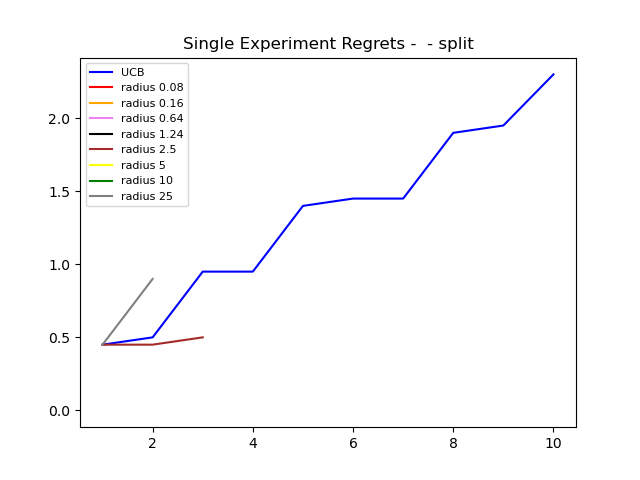 Single Experiment Regrets -  - split
UCB
radius 0.08
radius 0.16
radius 0.64
radius 1.24
radius 2.5
radius 5
radius 10
radius 25
2.0
1.5
1.0
0.5
0.0
2 4 6 8 10